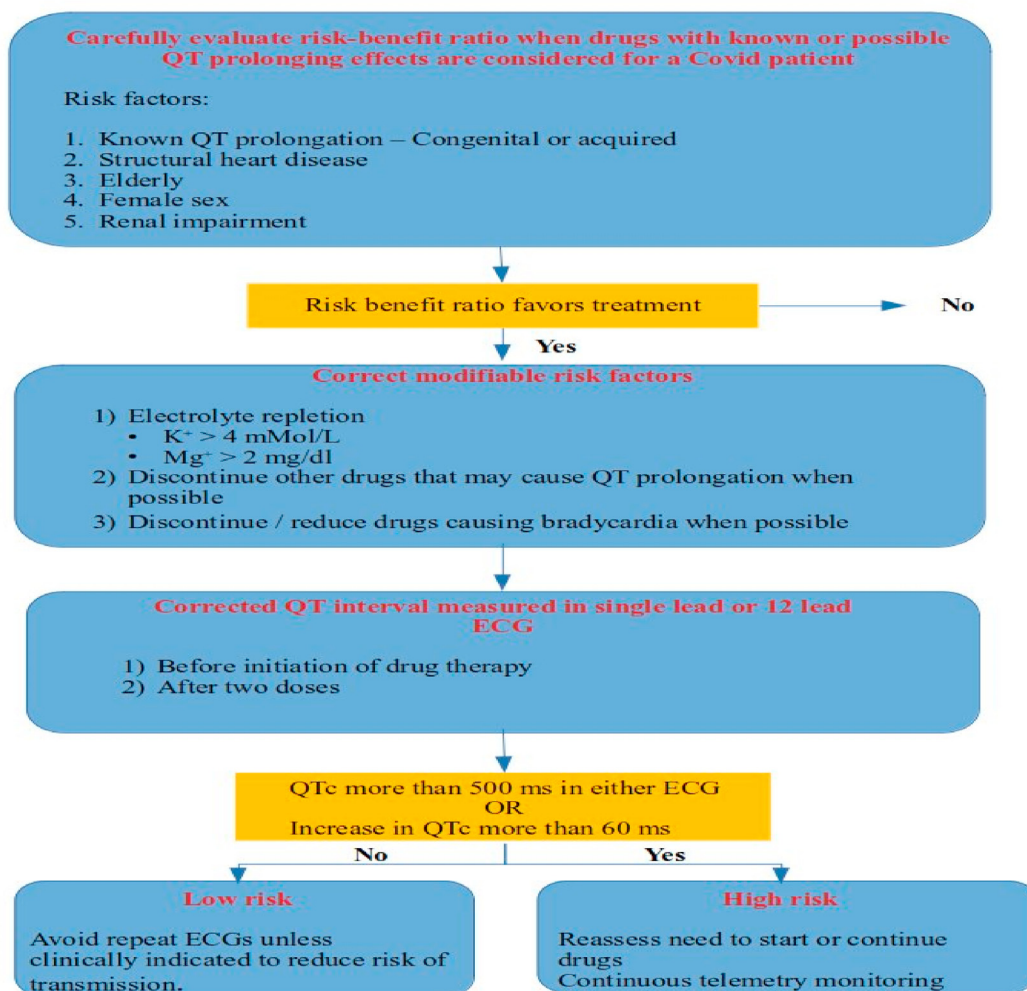 Carefully evaluate risk-benefit ratio when drugs with known or possible
QT prolonging effects are considered for a Covid patient
Risk factors:
1. Known QT prolongation – Congenital or acquired
2. Structural heart disease
3. Elderly
4. Female sex
5. Renal impairment
Risk benefit ratio favors treatment
No
Yes
Correct modifiable risk factors
1) Electrolyte repletion
• K⁺ > 4 mMol/L
• Mg⁺ > 2 mg/dl
2) Discontinue other drugs that may cause QT prolongation when
possible
3) Discontinue / reduce drugs causing bradycardia when possible
Corrected QT interval measured in single lead or 12 lead
ECG
1) Before initiation of drug therapy
2) After two doses
QTc more than 500 ms in either ECG
OR
Increase in QTc more than 60 ms
No
Yes
Low risk
Avoid repeat ECGs unless
clinically indicated to reduce risk of
transmission.
High risk
Reassess need to start or continue
drugs
Continuous telemetry monitoring